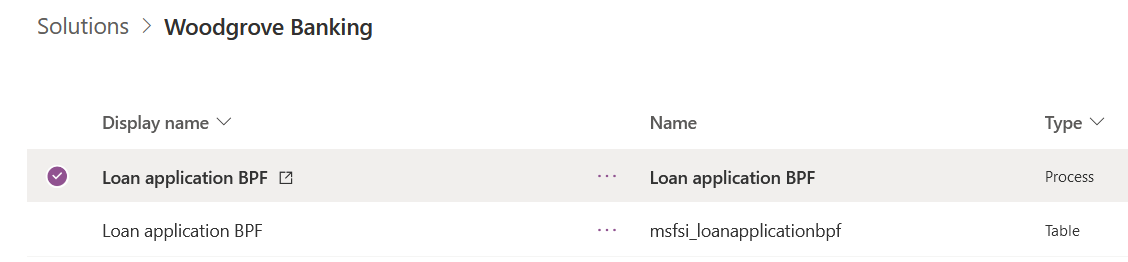 Solutions > Woodgrove Banking
Display name Name Type
Loan application BPF ... Loan application BPF Process
Loan application BPF ... msfsi_loanapplicationbpf Table